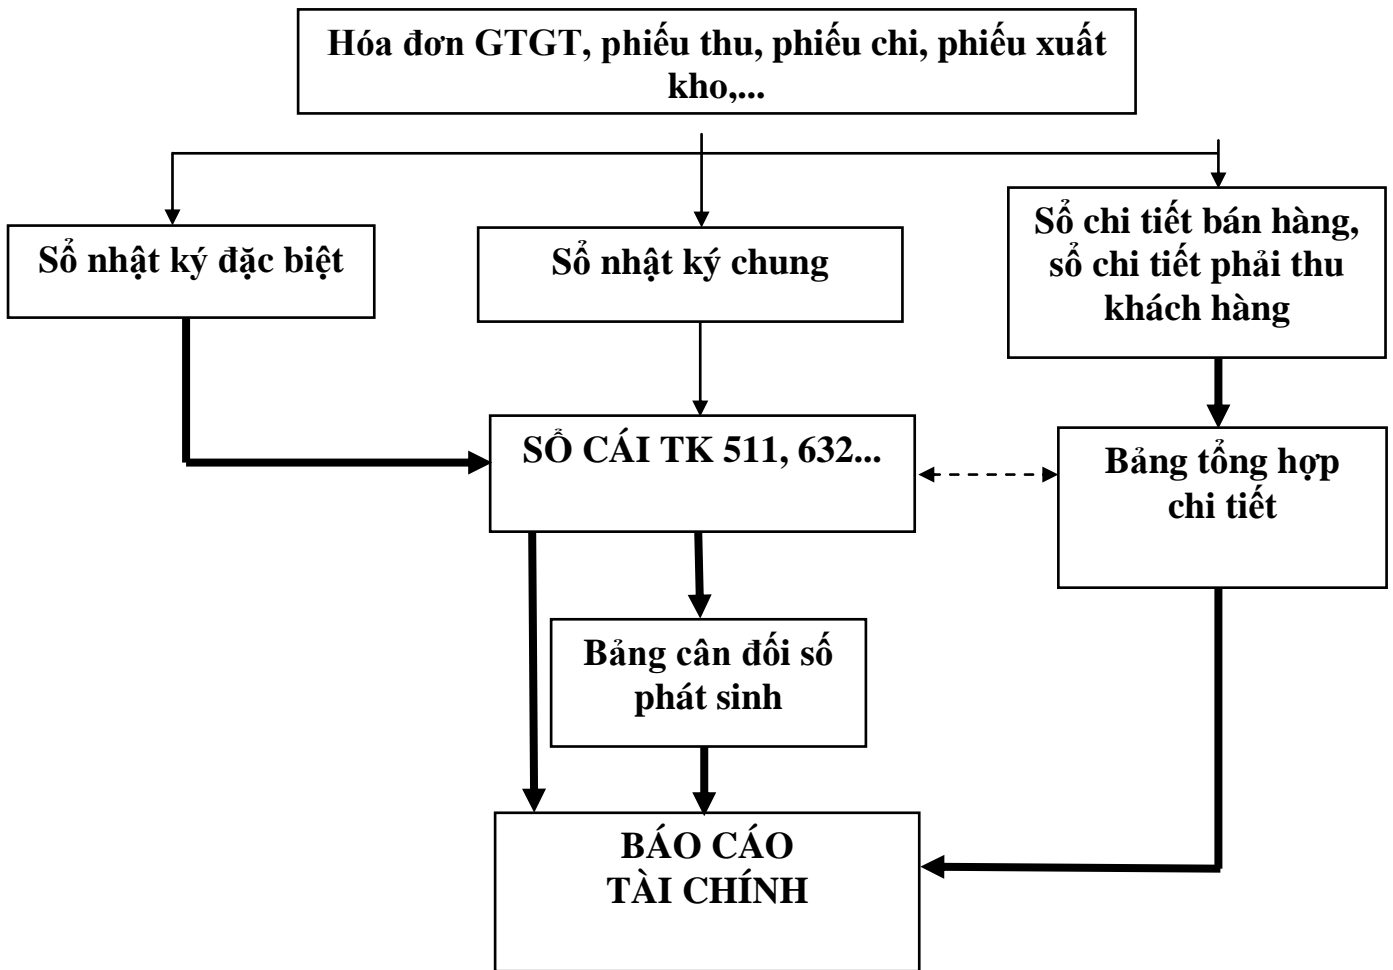 Hóa đơn GTGT, phiếu thu, phiếu chi, phiếu xuất
kho,...
Sổ nhật ký đặc biệt
Sổ nhật ký chung
Sổ chi tiết bán hàng,
sổ chi tiết phải thu
khách hàng
SỔ CÁI TK 511, 632...
Bảng tổng hợp
chi tiết
Bảng cân đối số
phát sinh
BÁO CÁO
TÀI CHÍNH